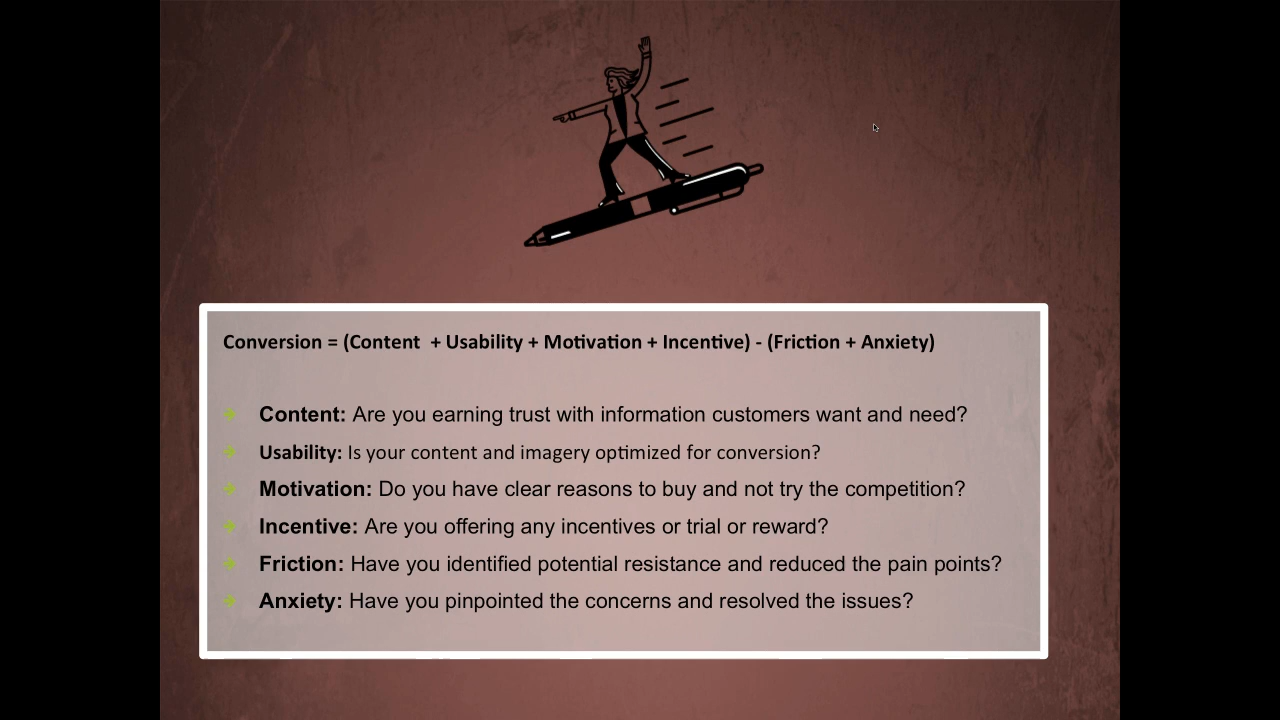 Conversion = (Content + Usability + Motivation + Incentive) - (Friction + Anxiety)
Content: Are you earning trust with information customers want and need?
Usability: Is your content and imagery optimized for conversion?
Motivation: Do you have clear reasons to buy and not try the competition?
Incentive: Are you offering any incentives or trial or reward?
Friction: Have you identified potential resistance and reduced the pain points?
Anxiety: Have you pinpointed the concerns and resolved the issues?